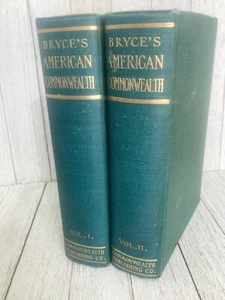 BRYCE'S
AMERICAN
COMMONWEALTH
VOL. I.
COMMONWEALTH
PUBLISHING CO.
BRYCE'S
AMERICAN
COMMONWEALTH
VOL. II.
COMMONWEALTH
PUBLISHING CO.